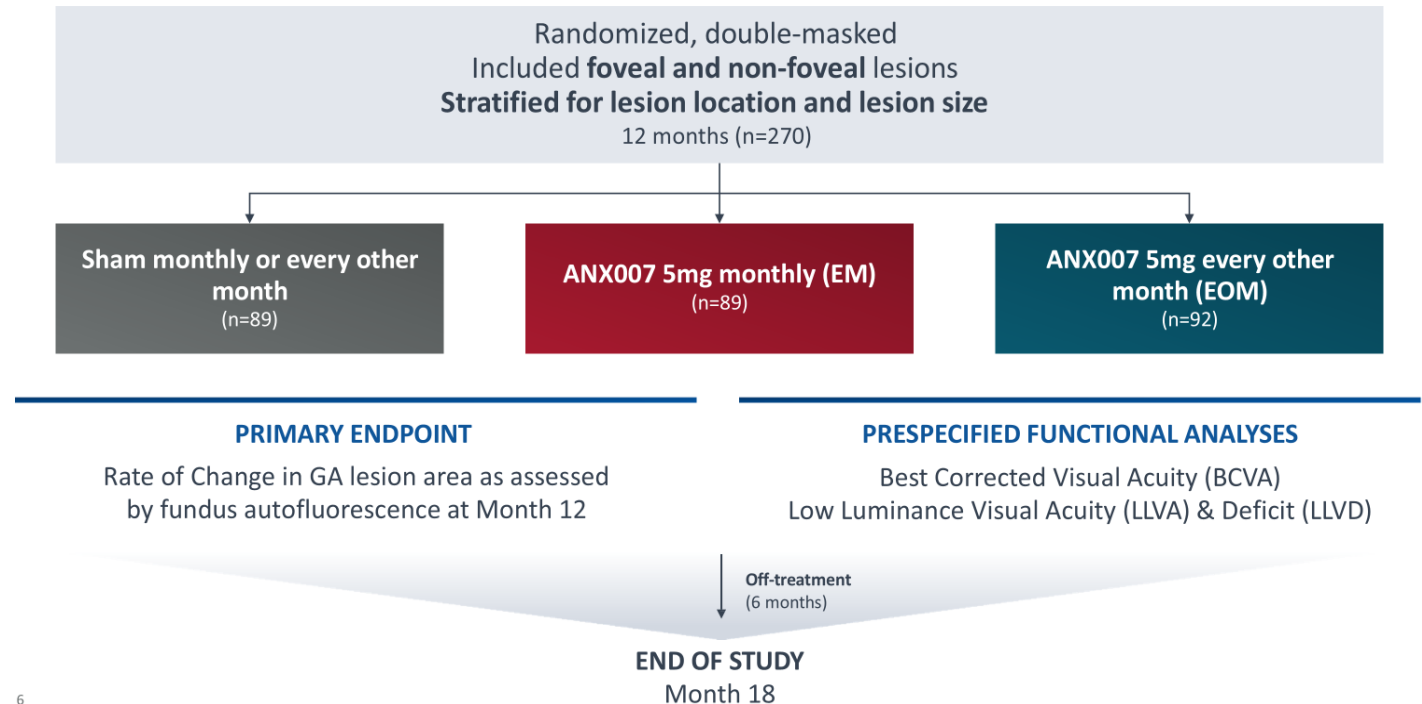 Randomized, double-masked
Included foveal and non-foveal lesions
Stratified for lesion location and lesion size
12 months (n=270)
Sham monthly or every other
month
(n=89)
ANX007 5mg monthly (EM)
(n=89)
ANX007 5mg every other
month (EOM)
(n=92)
PRIMARY ENDPOINT
Rate of Change in GA lesion area as assessed
by fundus autofluorescence at Month 12
PRESPECIFIED FUNCTIONAL ANALYSES
Best Corrected Visual Acuity (BCVA)
Low Luminance Visual Acuity (LLVA) & Deficit (LLVD)
Off-treatment
(6 months)
END OF STUDY
Month 18
6